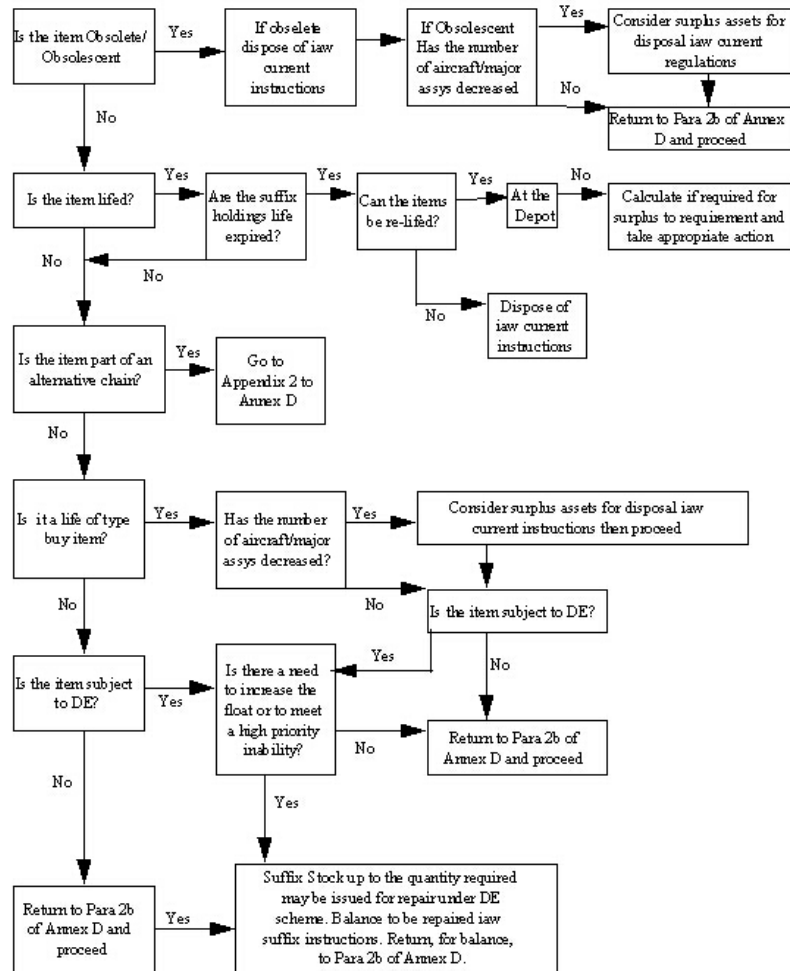 Is the item Obsolete/
Obsolescent
Yes
If obselete
dispose of iaw
current
instructions
If Obsolescent
Has the number
of aircraft/major
assys decreased
Yes
Consider surplus assets for
disposal iaw current
regulations
No
Return to Para 2b of Annex
D and proceed
No
Is the item lifed?
Yes
Are the suffix
holdings life
expired?
Yes
Can the items
be re-lifed?
Yes
At the
Depot
No
Calculate if required for
surplus to requirement and
take appropriate action
No
No
No
Dispose of
iaw current
instructions
Is the item part of an
alternative chain?
Yes
Go to
Appendix 2 to
Annex D
No
Is it a life of type
buy item?
Yes
Has the number
of aircraft/major
assys decreased?
Yes
Consider surplus assets for disposal iaw
current instructions then proceed
No
No
Is the item subject to DE?
Yes
No
Is the item subject
to DE?
Yes
Is there a need
to increase the
float or to meet
a high priority
inability?
No
Return to Para 2b of
Annex D and proceed
No
Yes
Return to Para 2b
of Annex D and
proceed
Yes
Suffix Stock up to the quantity required
may be issued for repair under DE
scheme. Balance to be repaired iaw
suffix instructions. Return, for balance,
to Para 2b of Annex D.